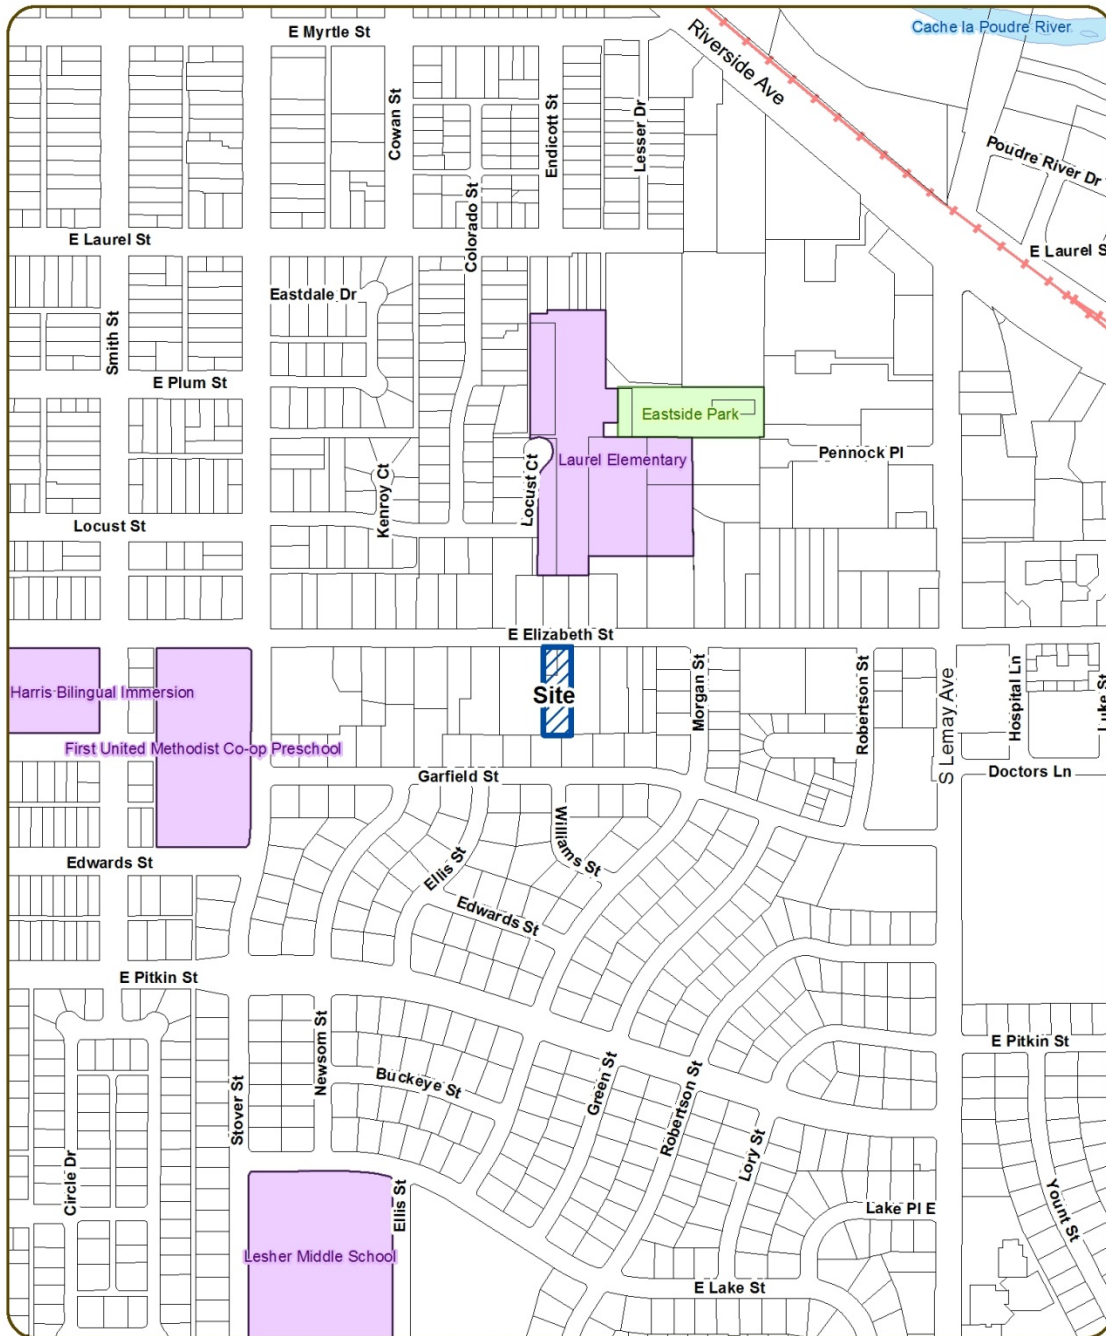 E Myrtle St
Cache la Poudre River
Riverside Ave
Cowan St
Endicott St
Lesser Dr
Poudre River Dr
Colorado St
E Laurel St
E Laurel S
Eastdale Dr
Smith St
E Plum St
Eastside Park
Pennock Pl
Laurel Elementary
Kenroy Ct
Locust Ct
Locust St
E Elizabeth St
Harris Bilingual Immersion
Site
Morgan St
Robertson St
S Lemay Ave
Hospital Ln
Luke St
First United Methodist Co-op Preschool
Garfield St
Doctors Ln
Williams St
Edwards St
Ellis St
Edwards St
E Pitkin St
E Pitkin St
Newsom St
Buckeye St
Green St
Stover St
Robertson St
Lory St
Circle Dr
Ellis St
Lake Pl E
Yount St
Lesher Middle School
E Lake St